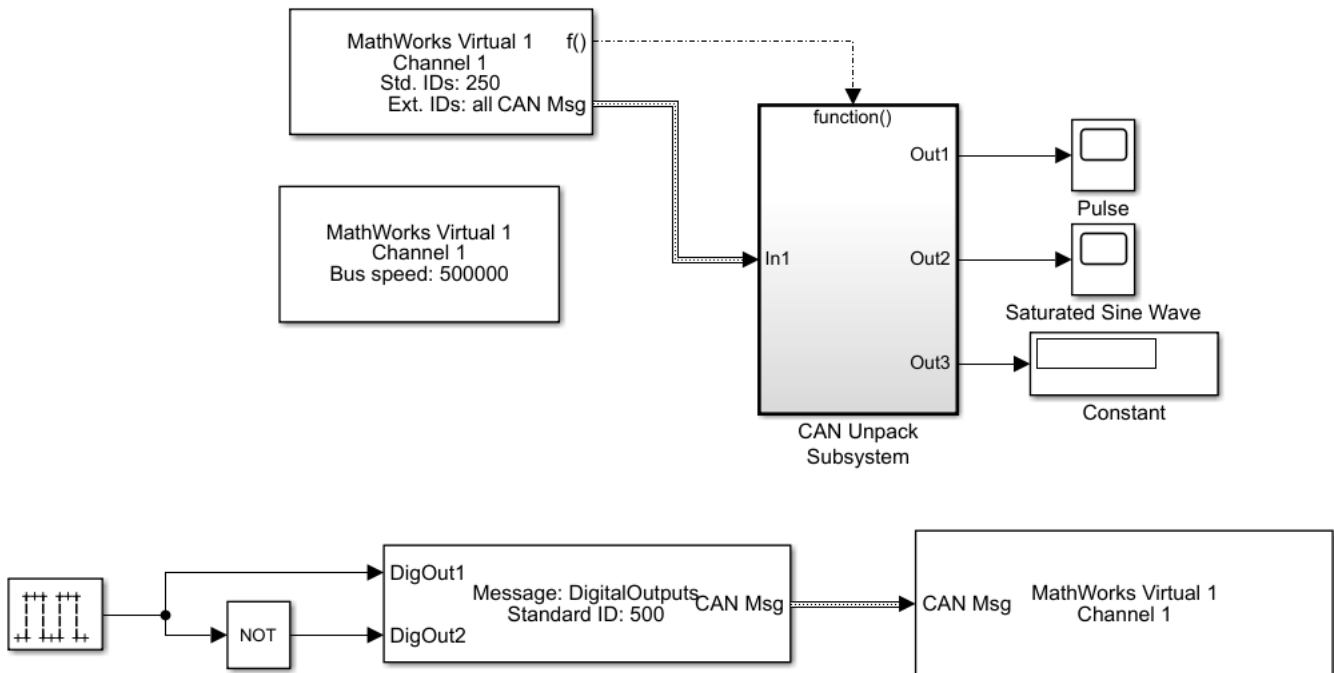 MathWorks Virtual 1
f()
Channel 1
Std. IDs: 250
Ext. IDs: all CAN Msg
function()
Out1
Pulse
MathWorks Virtual 1
Channel 1
Bus speed: 500000
In1
Out2
Saturated Sine Wave
Out3
Constant
CAN Unpack
Subsystem
DigOut1
Message: DigitalOutputs
Standard ID: 500
CAN Msg
DigOut2
NOT
CAN Msg
MathWorks Virtual 1
Channel 1